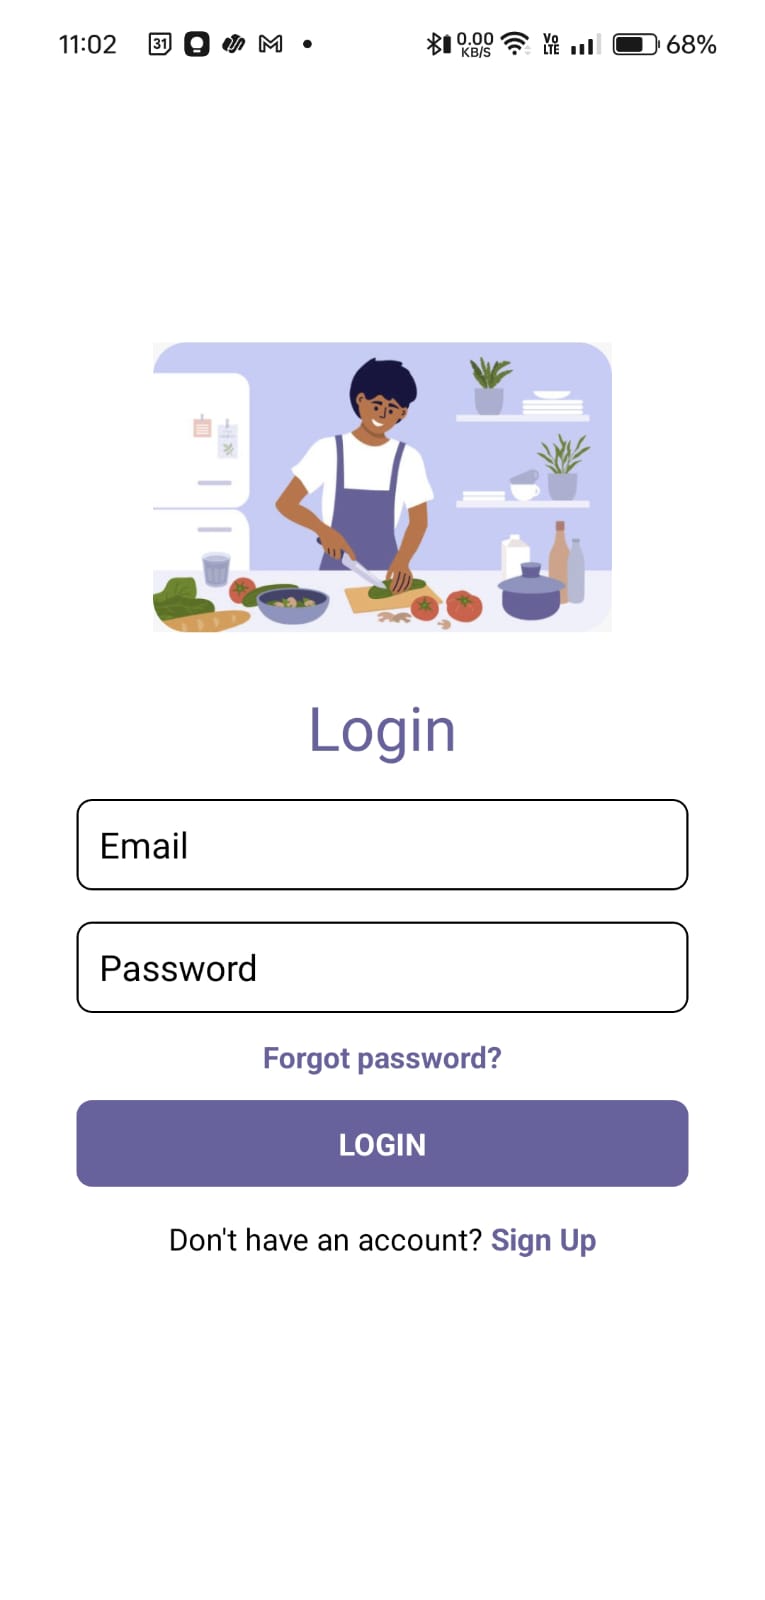 11:02 31 0.00 KB/S Vo LTE 68%
Login
Email
Password
Forgot password?
LOGIN
Don't have an account? Sign Up